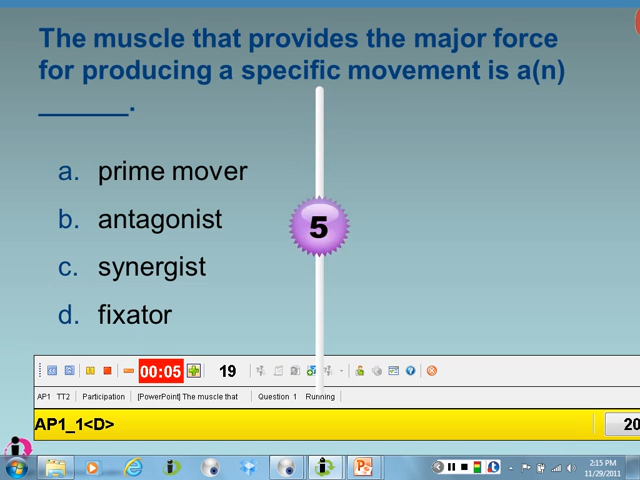 The muscle that provides the major force
for producing a specific movement is a(n)
______.
a. prime mover
b. antagonist
5
c. synergist
d. fixator
00:05 19
AP1 TT2 Participation [PowerPoint] The muscle that Question 1 Running
AP1_1<D> 20
2:15 PM
11/29/2011